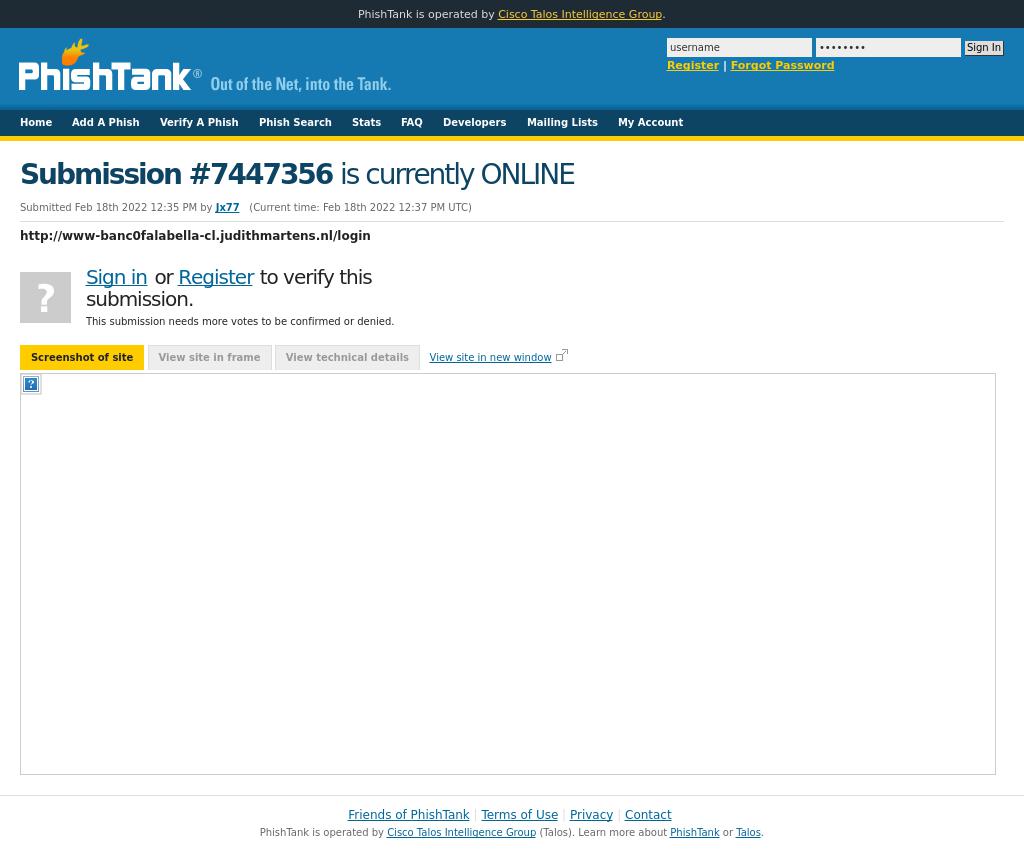 PhishTank is operated by Cisco Talos Intelligence Group.
PhishTank® Out of the Net, into the Tank.
username •••••••• Sign In
Register | Forgot Password
Home Add A Phish Verify A Phish Phish Search Stats FAQ Developers Mailing Lists My Account
Submission #7447356 is currently ONLINE
Submitted Feb 18th 2022 12:35 PM by Jx77 (Current time: Feb 18th 2022 12:37 PM UTC)
http://www-banc0falabella-cl.judithmartens.nl/login
?
Sign in or Register to verify this
submission.
This submission needs more votes to be confirmed or denied.
Screenshot of site View site in frame View technical details View site in new window
?
Friends of PhishTank | Terms of Use | Privacy | Contact
PhishTank is operated by Cisco Talos Intelligence Group (Talos). Learn more about PhishTank or Talos.